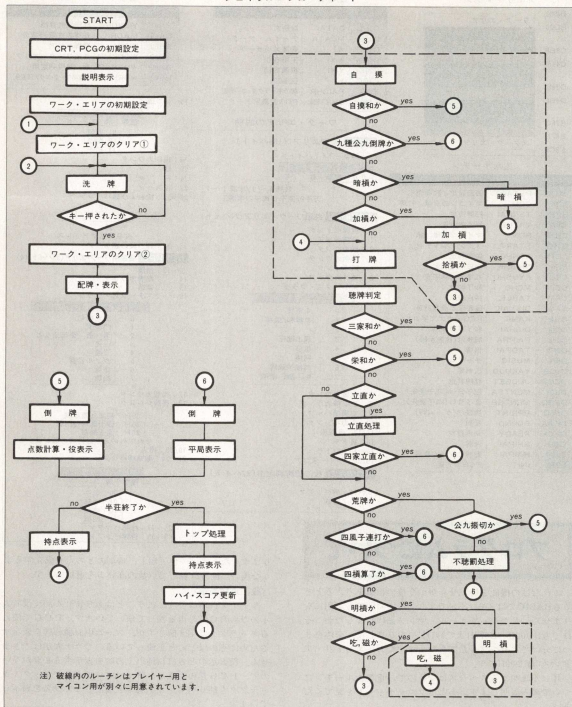 START
CRT, PCGの初期設定
説明表示
ワーク・エリアの初期設定
①
ワーク・エリアのクリア①
②
洗牌
キー押されたか
no
yes
ワーク・エリアのクリア②
配牌・表示
③
⑤
倒牌
点数計算・役表示
⑥
倒牌
平局表示
半荘終了か
no
yes
持点表示
②
トップ処理
持点表示
ハイ・スコア更新
①
③
自摸
自摸和か
yes
⑤
no
九種公九倒牌か
yes
⑥
no
暗槓か
yes
暗槓
③
no
加槓か
yes
加槓
搶槓か
yes
⑤
no
③
no
④
打牌
聴牌判定
三家和か
yes
⑥
no
栄和か
yes
⑤
no
立直か
no
yes
立直処理
四家立直か
yes
⑥
no
荒牌か
yes
公九振切か
yes
⑤
no
不聴罰処理
⑥
no
四風子連打か
yes
⑥
no
四槓算了か
yes
⑥
no
明槓か
yes
明槓
③
no
吃,碰か
yes
吃,碰
④
no
③
注) 破線内のルーチンはプレイヤー用と
マイコン用が別々に用意されています.